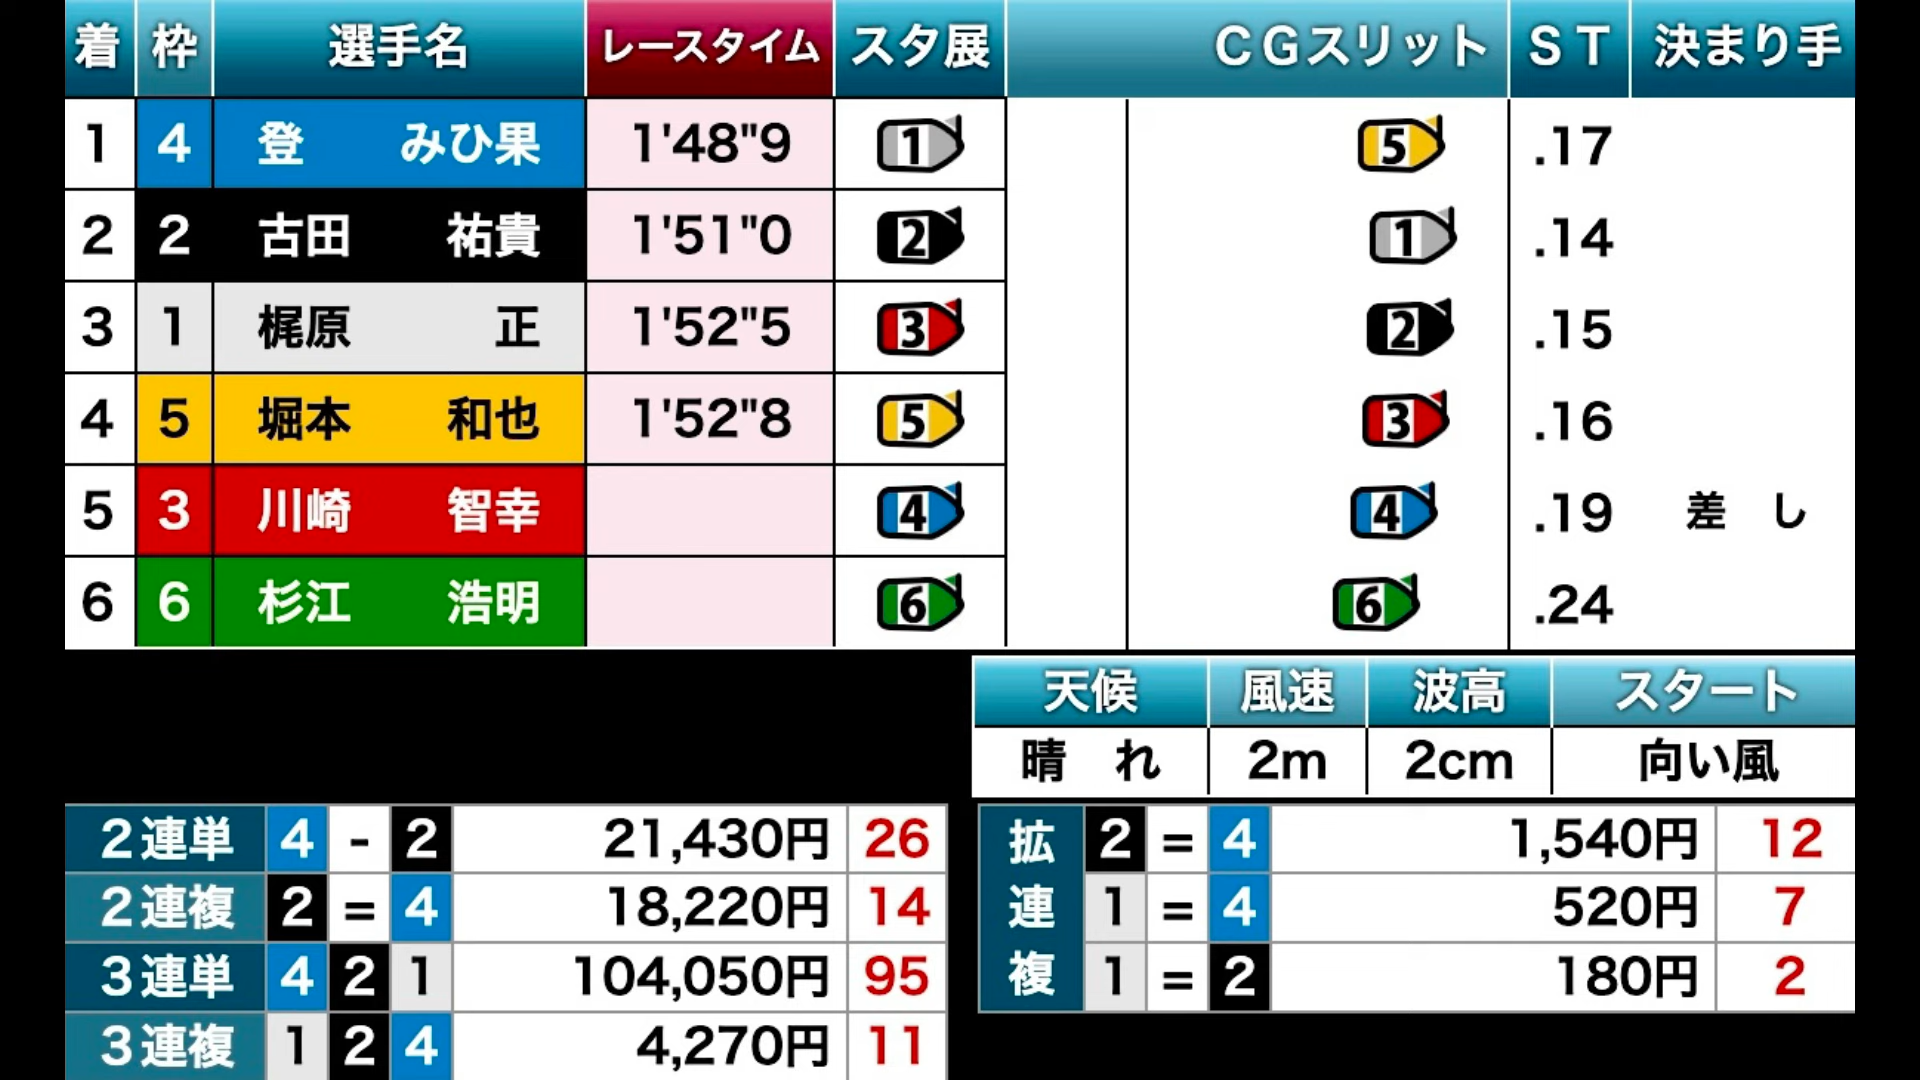 着 枠 選手名 レースタイム スタ展 CGスリット ST 決まり手
1 4 登 みひ果 1'48"9 1 5 .17
2 2 古田 祐貴 1'51"0 2 1 .14
3 1 梶原 正 1'52"5 3 2 .15
4 5 堀本 和也 1'52"8 5 3 .16
5 3 川崎 智幸 4 4 .19 差し
6 6 杉江 浩明 6 6 .24
天候 風速 波高 スタート
晴れ 2m 2cm 向い風
2連単 4 - 2 21,430円 26
2連複 2 = 4 18,220円 14
3連単 4 2 1 104,050円 95
3連複 1 2 4 4,270円 11
拡連複
2 = 4 1,540円 12
1 = 4 520円 7
1 = 2 180円 2